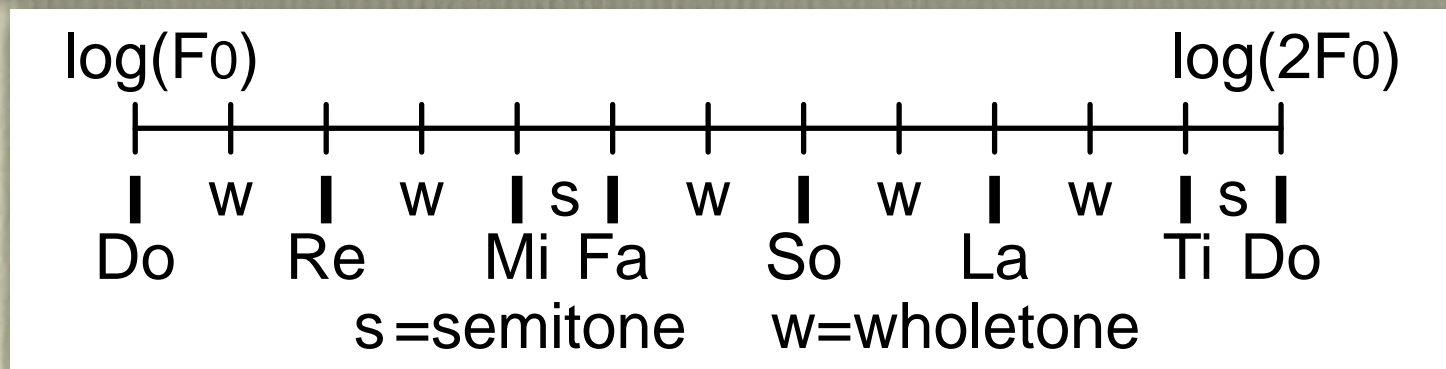 log(F0) log(2F0)
w w s w w w s
Do Re Mi Fa So La Ti Do
s =semitone w=wholetone